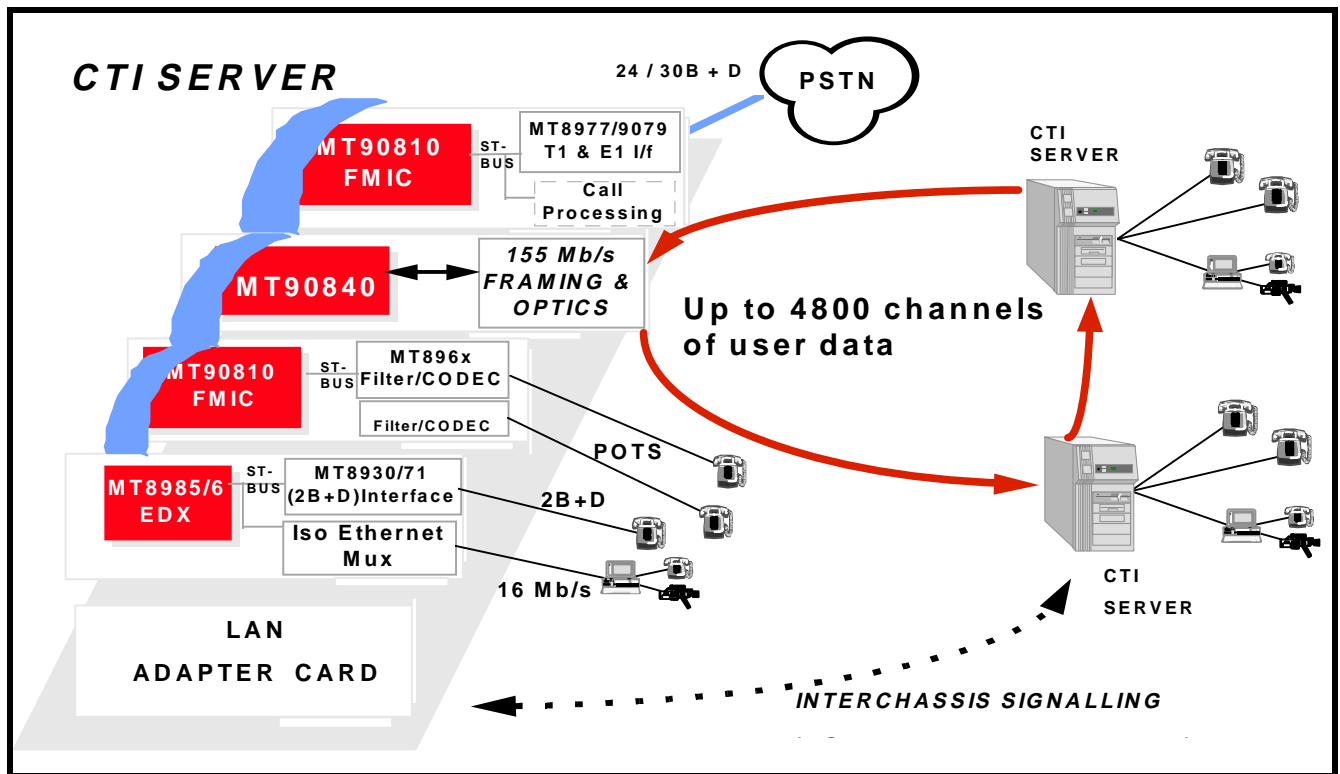 CTI SERVER
24 / 30B + D
PSTN
MT90810
FMIC
ST-
BUS
MT8977/9079
T1 & E1 I/f
Call
Processing
MT90840
155 Mb/s
FRAMING &
OPTICS
Up to 4800 channels
of user data
MT90810
FMIC
ST-
BUS
MT896x
Filter/CODEC
Filter/CODEC
POTS
MT8985/6
EDX
ST-
BUS
MT8930/71
(2B+D)Interface
Iso Ethernet
Mux
2B+D
16 Mb/s
LAN
ADAPTER CARD
CTI
SERVER
CTI
SERVER
INTERCHASSIS SIGNALLING